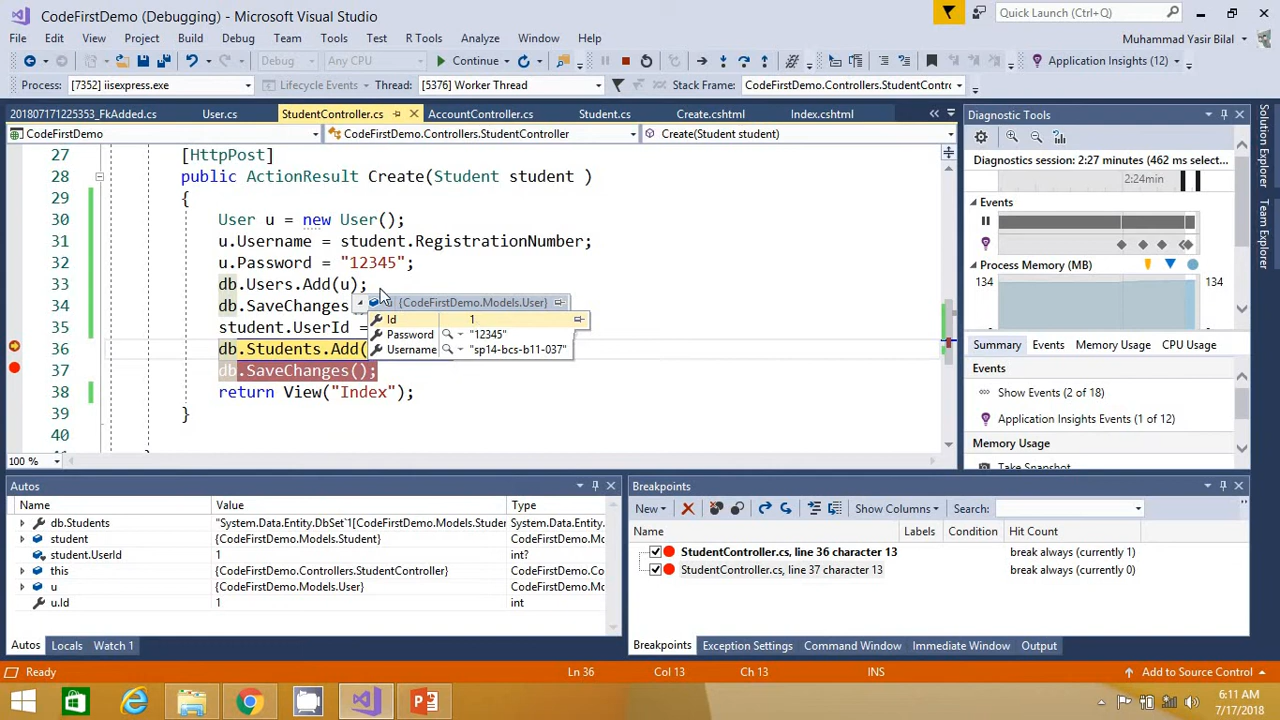 CodeFirstDemo (Debugging) - Microsoft Visual Studio
Quick Launch (Ctrl+Q)
File Edit View Project Build Debug Team Tools Test R Tools Analyze Window Help
Muhammad Yasir Bilal
Debug Any CPU Continue Application Insights (12)
Process: [7352] iisexpress.exe Lifecycle Events Thread: [5376] Worker Thread Stack Frame: CodeFirstDemo.Controllers.StudentContro
201807171225353_FkAdded.cs User.cs StudentController.cs AccountController.cs Student.cs Create.cshtml Index.cshtml
CodeFirstDemo CodeFirstDemo.Controllers.StudentController Create(Student student)
27 [HttpPost]
28 public ActionResult Create(Student student )
29 {
30 User u = new User();
31 u.Username = student.RegistrationNumber;
32 u.Password = "12345";
33 db.Users.Add(u);
34 db.SaveChanges
{CodeFirstDemo.Models.User}
Id 1
35 student.UserId =
Password "12345"
36 db.Students.Add(
Username "sp14-bcs-b11-037"
37 db.SaveChanges();
38 return View("Index");
39 }
40
100 %
Diagnostic Tools
Diagnostics session: 2:27 minutes (462 ms select...
2:24min
Events
Process Memory (MB)
134 134
0 0
Summary Events Memory Usage CPU Usage
Events
Show Events (2 of 18)
Application Insights Events (1 of 12)
Memory Usage
Take Snapshot
Solution Explorer
Team Explorer
Autos
Name Value Type
db.Students "System.Data.Entity.DbSet`1[CodeFirstDemo.Models.Studen System.Data.E
student {CodeFirstDemo.Models.Student} CodeFirstDemo
student.UserId int?
this {CodeFirstDemo.Controllers.StudentController} CodeFirstDemo.Co
u {CodeFirstDemo.Models.User} CodeFirstDemo
u.Id 1 int
Autos Locals Watch 1
Breakpoints
New Show Columns Search:
Name Labels Condition Hit Count
StudentController.cs, line 36 character 13 break always (currently 1)
StudentController.cs, line 37 character 13 break always (currently 0)
Breakpoints Exception Settings Command Window Immediate Window Output
Ready Ln 36 Col 13 Ch 13 INS Add to Source Control
6:11 AM
7/17/2018